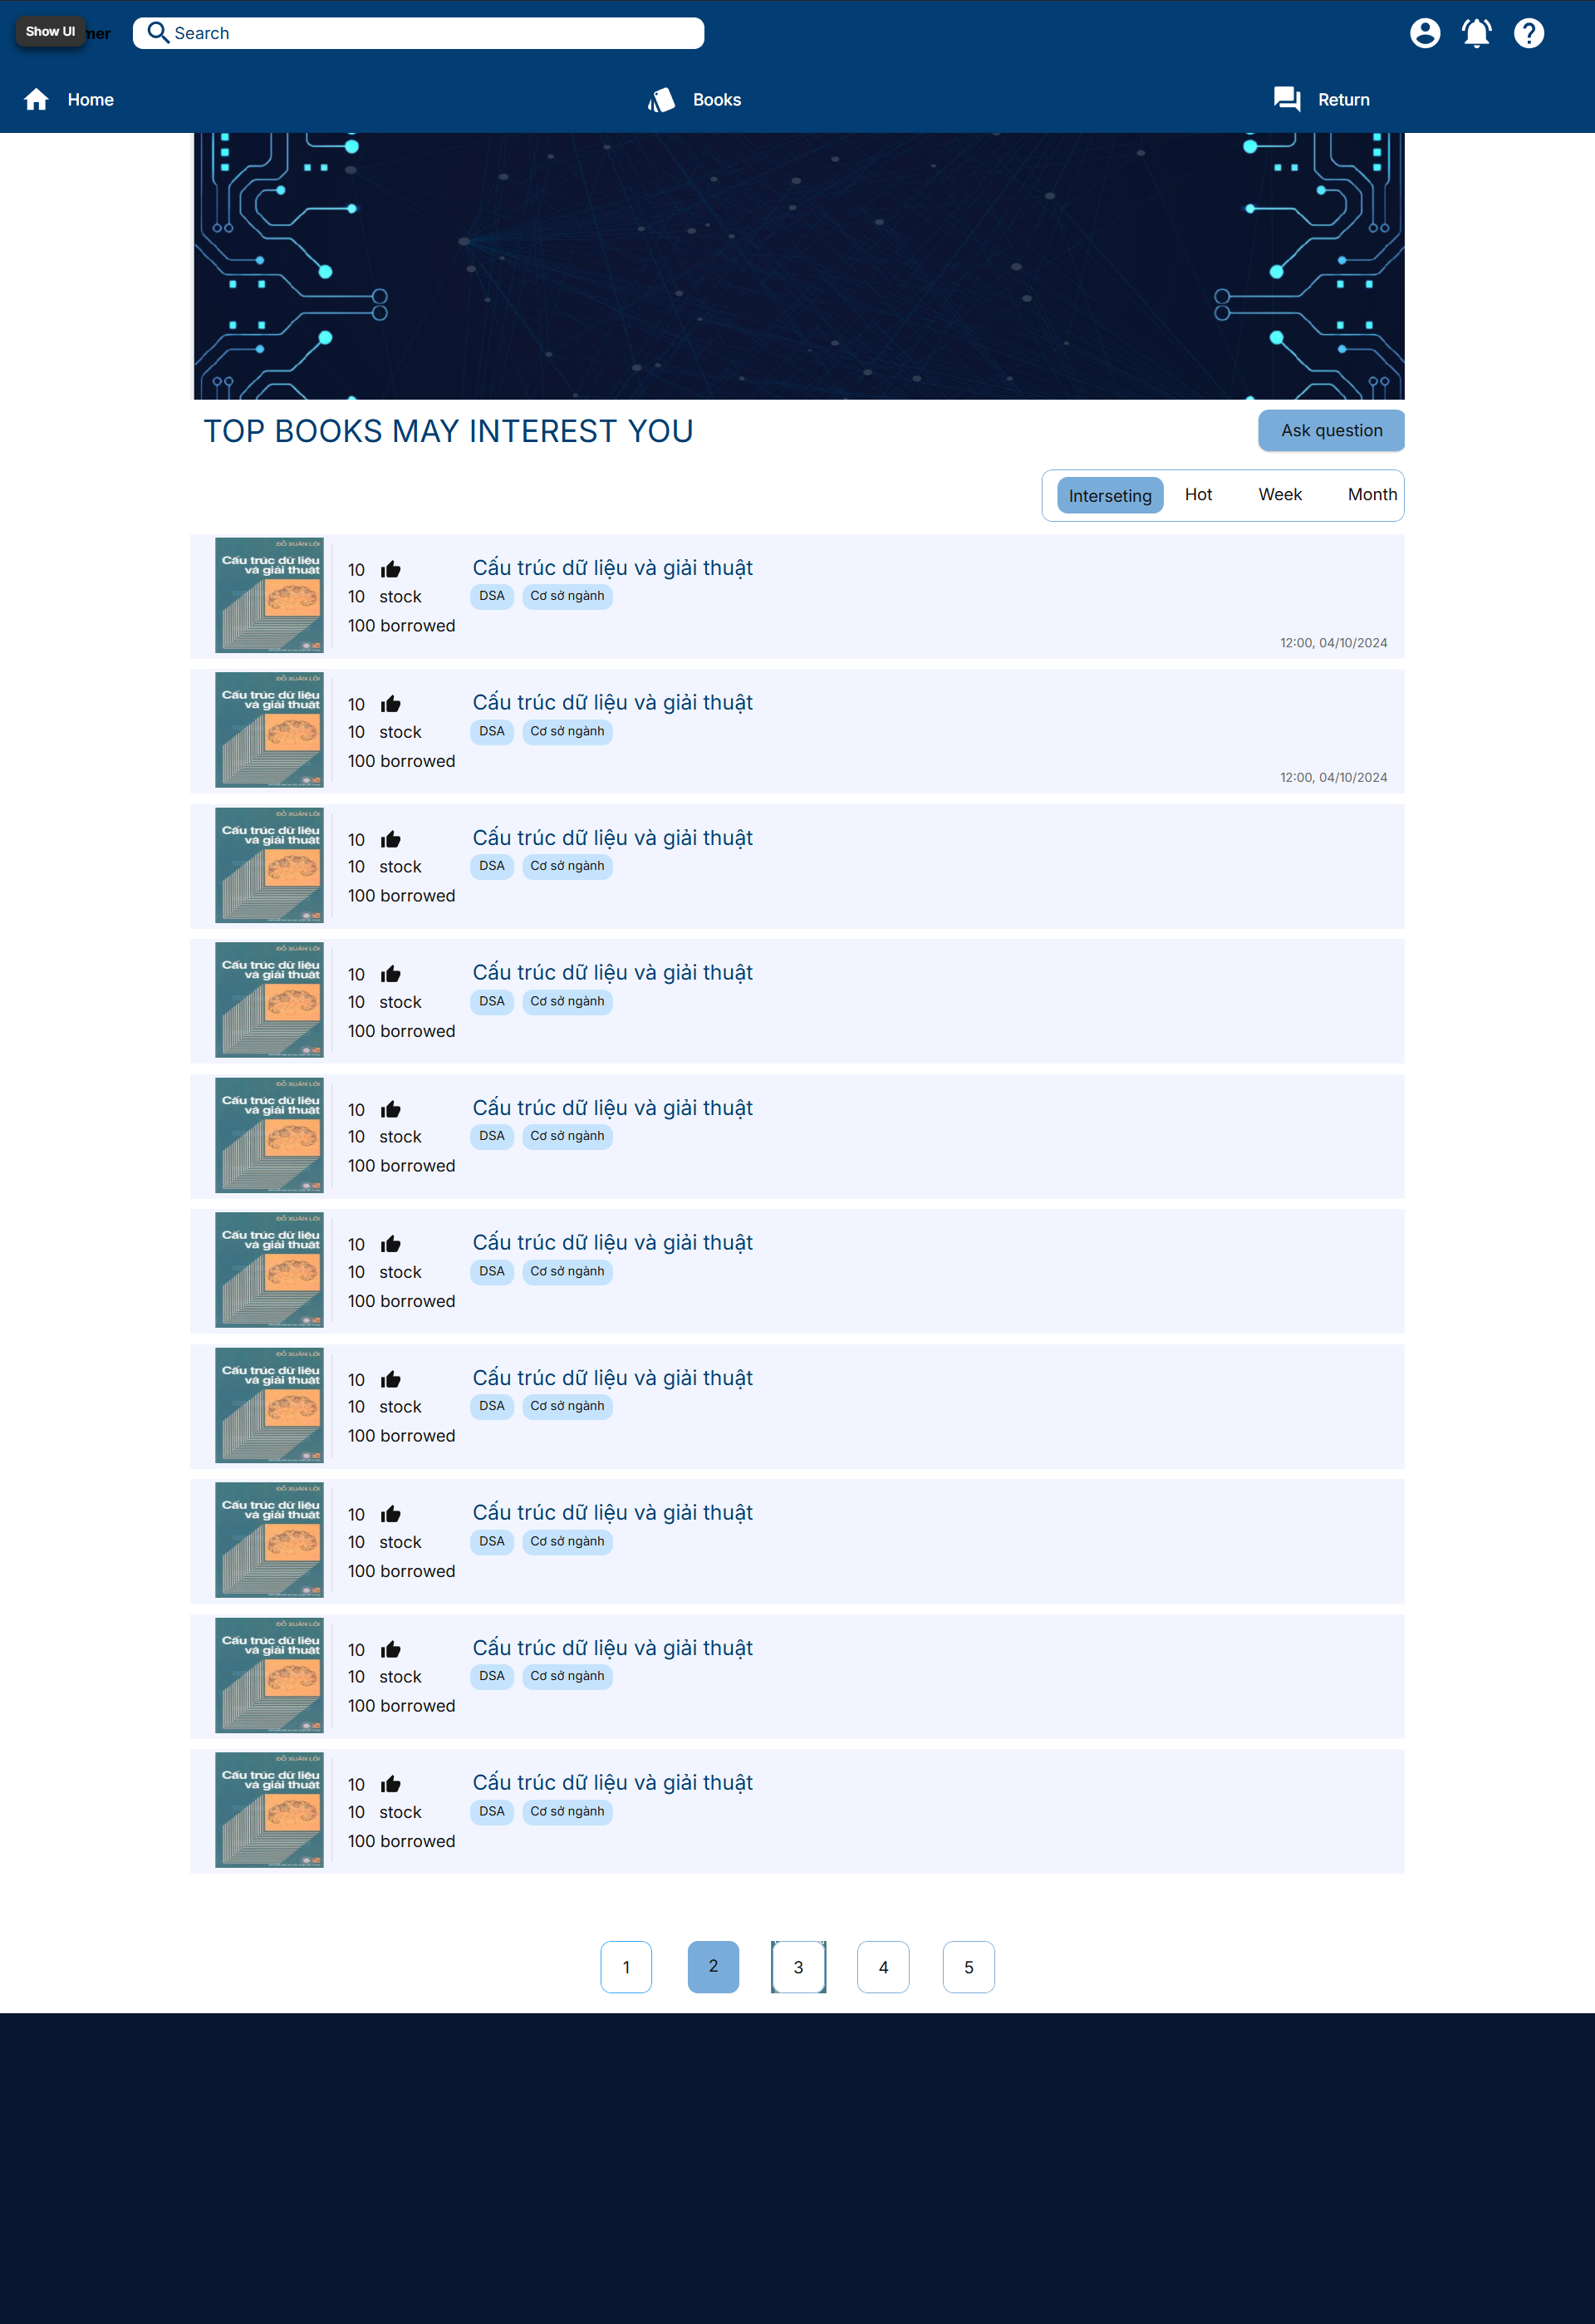 Show UI
mer
Search
Home
Books
Return
TOP BOOKS MAY INTEREST YOU
Ask question
Interseting Hot Week Month
ĐỖ XUÂN LÔI
Cấu trúc dữ liệu
và giải thuật
10
10 stock
100 borrowed
Cấu trúc dữ liệu và giải thuật
DSA Cơ sở ngành
12:00, 04/10/2024
ĐỖ XUÂN LÔI
Cấu trúc dữ liệu
và giải thuật
10
10 stock
100 borrowed
Cấu trúc dữ liệu và giải thuật
DSA Cơ sở ngành
12:00, 04/10/2024
ĐỖ XUÂN LÔI
Cấu trúc dữ liệu
và giải thuật
10
10 stock
100 borrowed
Cấu trúc dữ liệu và giải thuật
DSA Cơ sở ngành
ĐỖ XUÂN LÔI
Cấu trúc dữ liệu
và giải thuật
10
10 stock
100 borrowed
Cấu trúc dữ liệu và giải thuật
DSA Cơ sở ngành
ĐỖ XUÂN LÔI
Cấu trúc dữ liệu
và giải thuật
10
10 stock
100 borrowed
Cấu trúc dữ liệu và giải thuật
DSA Cơ sở ngành
ĐỖ XUÂN LÔI
Cấu trúc dữ liệu
và giải thuật
10
10 stock
100 borrowed
Cấu trúc dữ liệu và giải thuật
DSA Cơ sở ngành
ĐỖ XUÂN LÔI
Cấu trúc dữ liệu
và giải thuật
10
10 stock
100 borrowed
Cấu trúc dữ liệu và giải thuật
DSA Cơ sở ngành
ĐỖ XUÂN LÔI
Cấu trúc dữ liệu
và giải thuật
10
10 stock
100 borrowed
Cấu trúc dữ liệu và giải thuật
DSA Cơ sở ngành
ĐỖ XUÂN LÔI
Cấu trúc dữ liệu
và giải thuật
10
10 stock
100 borrowed
Cấu trúc dữ liệu và giải thuật
DSA Cơ sở ngành
ĐỖ XUÂN LÔI
Cấu trúc dữ liệu
và giải thuật
10
10 stock
100 borrowed
Cấu trúc dữ liệu và giải thuật
DSA Cơ sở ngành
1 2 3 4 5